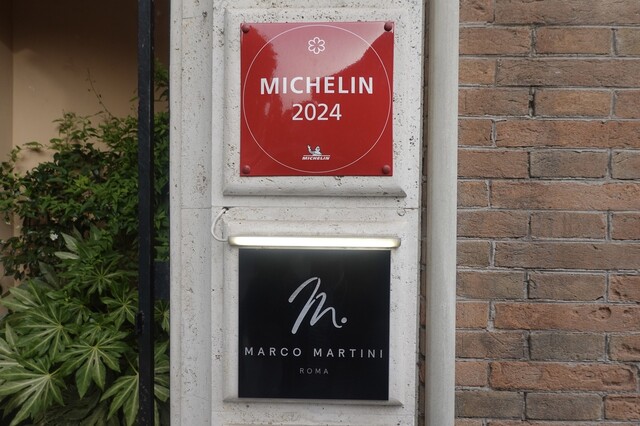 MICHELIN
2024
MICHELIN
M.
MARCO MARTINI
ROMA